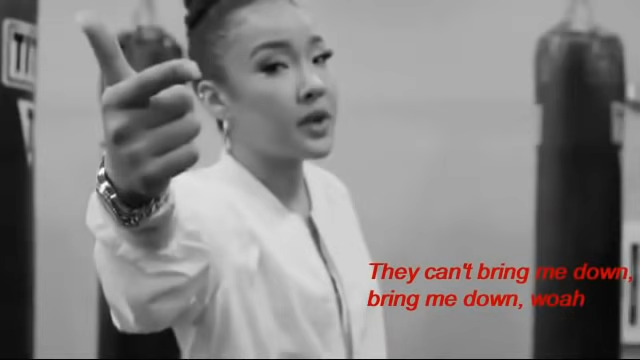 They can't bring me down,
bring me down, woah